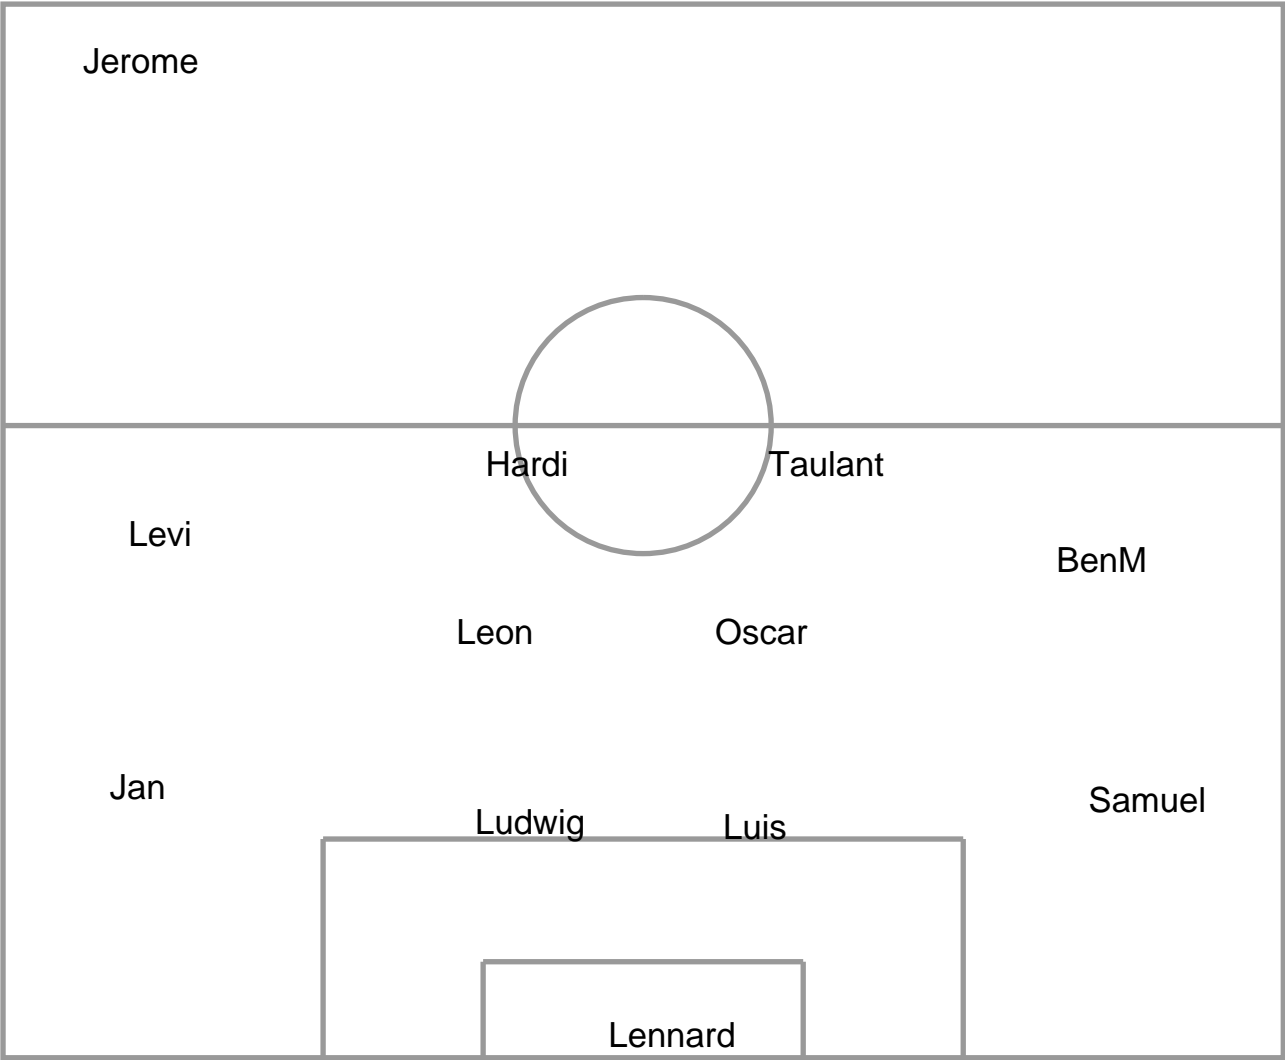 Jerome
Hardi
Taulant
Levi
BenM
Leon
Oscar
Jan
Samuel
Ludwig
Luis
Lennard